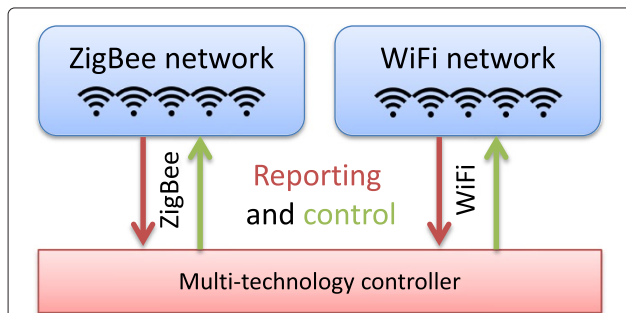 ZigBee network
WiFi network
ZigBee
Reporting
and control
WiFi
Multi-technology controller